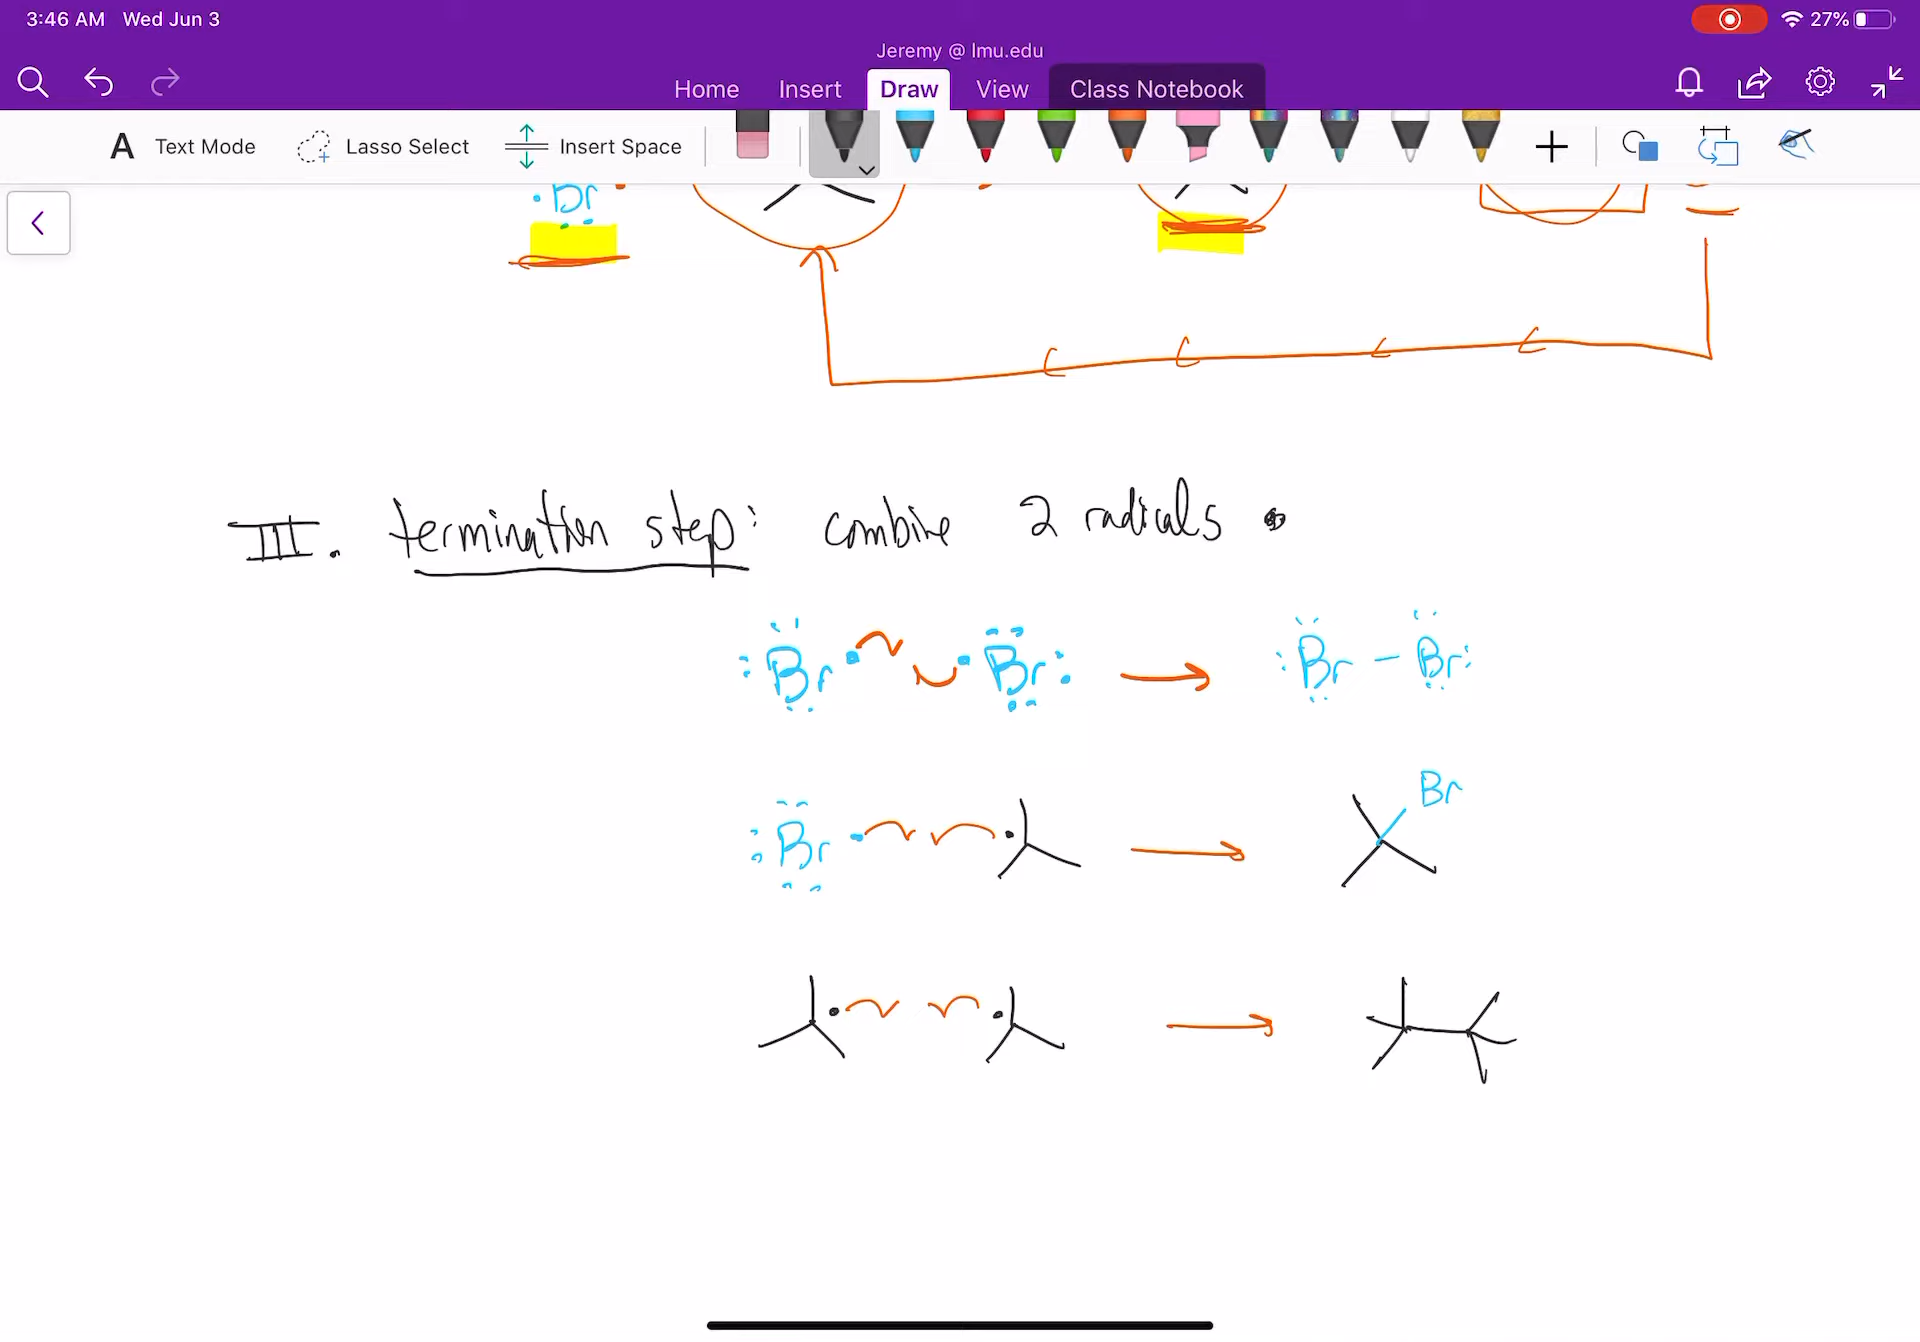 3:46 AM Wed Jun 3
27%
Jeremy @ lmu.edu
Home Insert Draw View Class Notebook
A Text Mode Lasso Select Insert Space
·Br
III. termination step: combine 2 radicals •
:Br· ·Br: → :Br - Br:
:Br· · → Br